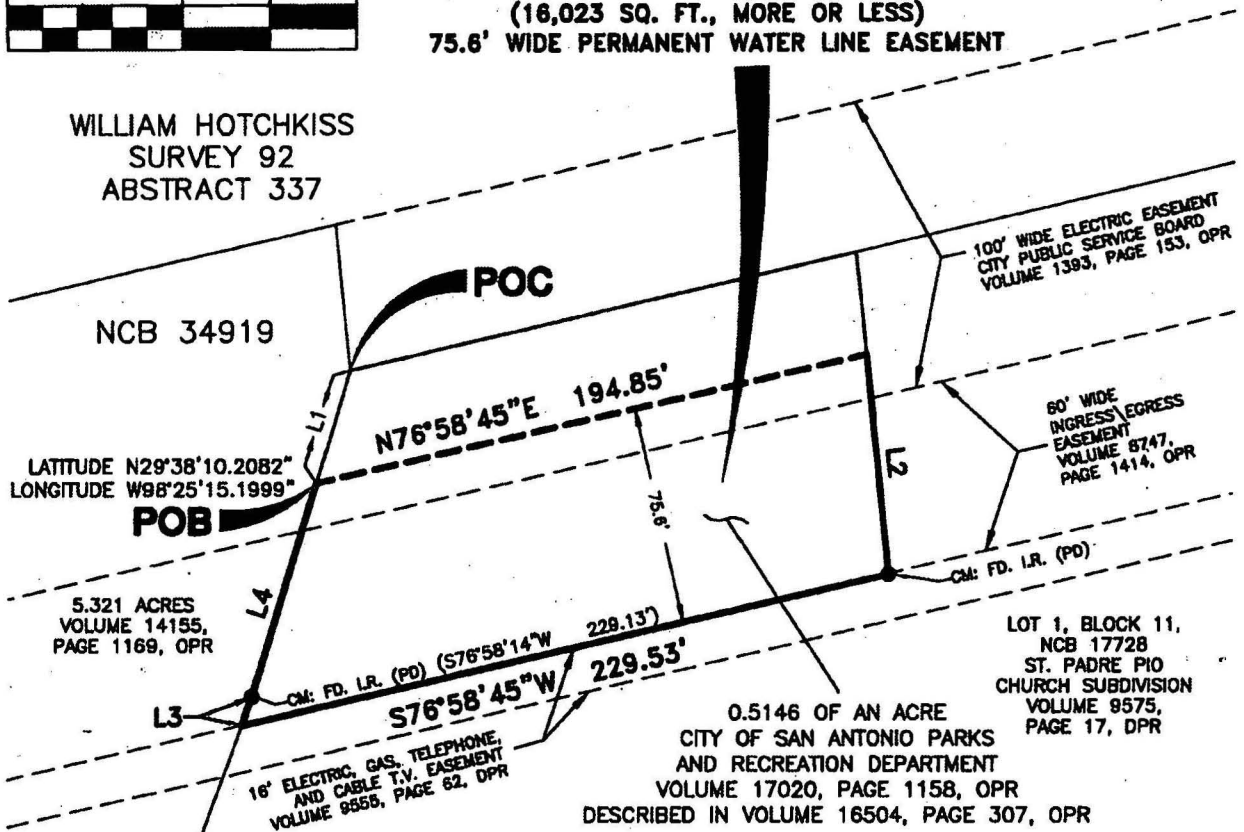 (16,023 SQ. FT., MORE OR LESS)
75.6' WIDE PERMANENT WATER LINE EASEMENT
WILLIAM HOTCHKISS
SURVEY 92
ABSTRACT 337
100' WIDE ELECTRIC EASEMENT
CITY PUBLIC SERVICE BOARD
VOLUME 1393, PAGE 153, OPR
POC
NCB 34919
L1
N76°58'45"E 194.85'
60' WIDE
INGRESS\EGRESS
EASEMENT
VOLUME 8747,
PAGE 1414, OPR
LATITUDE N29°38'10.2082"
LONGITUDE W98°25'15.1999"
POB
L2
75.6'
CM: FD. I.R. (PD)
5.321 ACRES
VOLUME 14155,
PAGE 1169, OPR
L4
LOT 1, BLOCK 11,
NCB 17728
ST. PADRE PIO
CHURCH SUBDIVISION
VOLUME 9575,
PAGE 17, DPR
CM: FD. I.R. (PD) (S76°58'14"W 229.13')
L3
S76°58'45"W 229.53'
16' ELECTRIC, GAS, TELEPHONE,
AND CABLE T.V. EASEMENT
VOLUME 9555, PAGE 62, DPR
0.5146 OF AN ACRE
CITY OF SAN ANTONIO PARKS
AND RECREATION DEPARTMENT
VOLUME 17020, PAGE 1158, OPR
DESCRIBED IN VOLUME 16504, PAGE 307, OPR